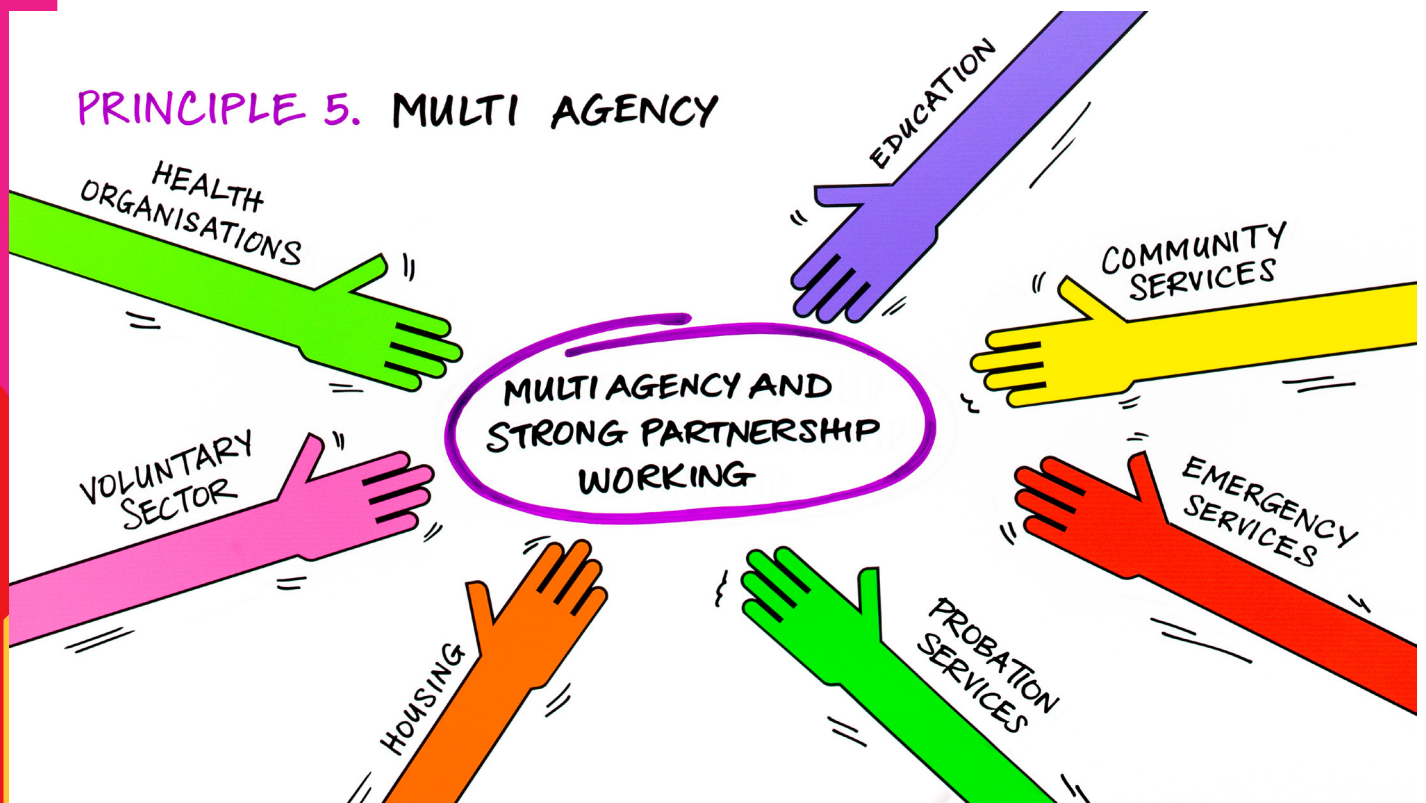 PRINCIPLE 5. MULTI AGENCY
HEALTH
ORGANISATIONS
EDUCATION
COMMUNITY
SERVICES
MULTI AGENCY AND
STRONG PARTNERSHIP
WORKING
VOLUNTARY
SECTOR
EMERGENCY
SERVICES
HOUSING
PROBATION
SERVICES